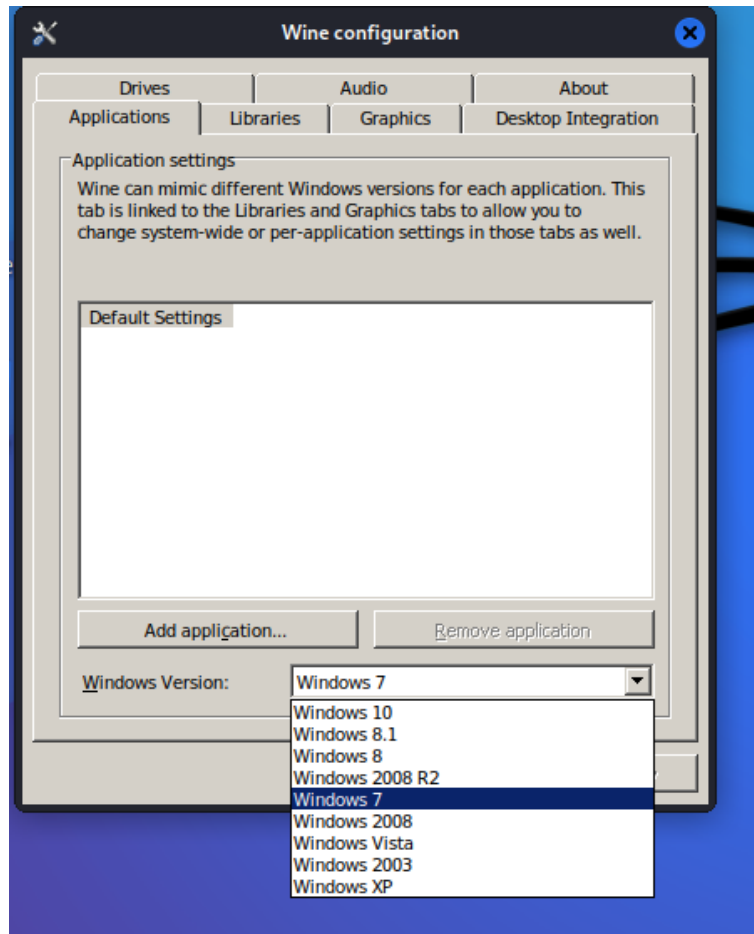 Wine configuration
Drives
Audio
About
Applications
Libraries
Graphics
Desktop Integration
Application settings
Wine can mimic different Windows versions for each application. This
tab is linked to the Libraries and Graphics tabs to allow you to
change system-wide or per-application settings in those tabs as well.
Default Settings
Add application...
Remove application
Windows Version:
Windows 7
Windows 10
Windows 8.1
Windows 8
Windows 2008 R2
Windows 7
Windows 2008
Windows Vista
Windows 2003
Windows XP